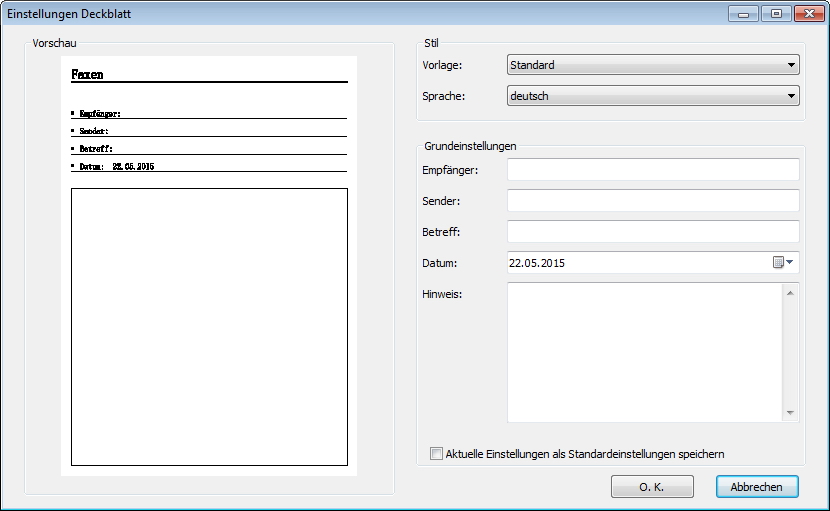 Einstellungen Deckblatt
Vorschau
Faxen
Empfänger:
Sender:
Betreff:
Datum: 22.05.2015
Stil
Vorlage: Standard
Sprache: deutsch
Grundeinstellungen
Empfänger:
Sender:
Betreff:
Datum: 22.05.2015
Hinweis:
Aktuelle Einstellungen als Standardeinstellungen speichern
O. K. Abbrechen